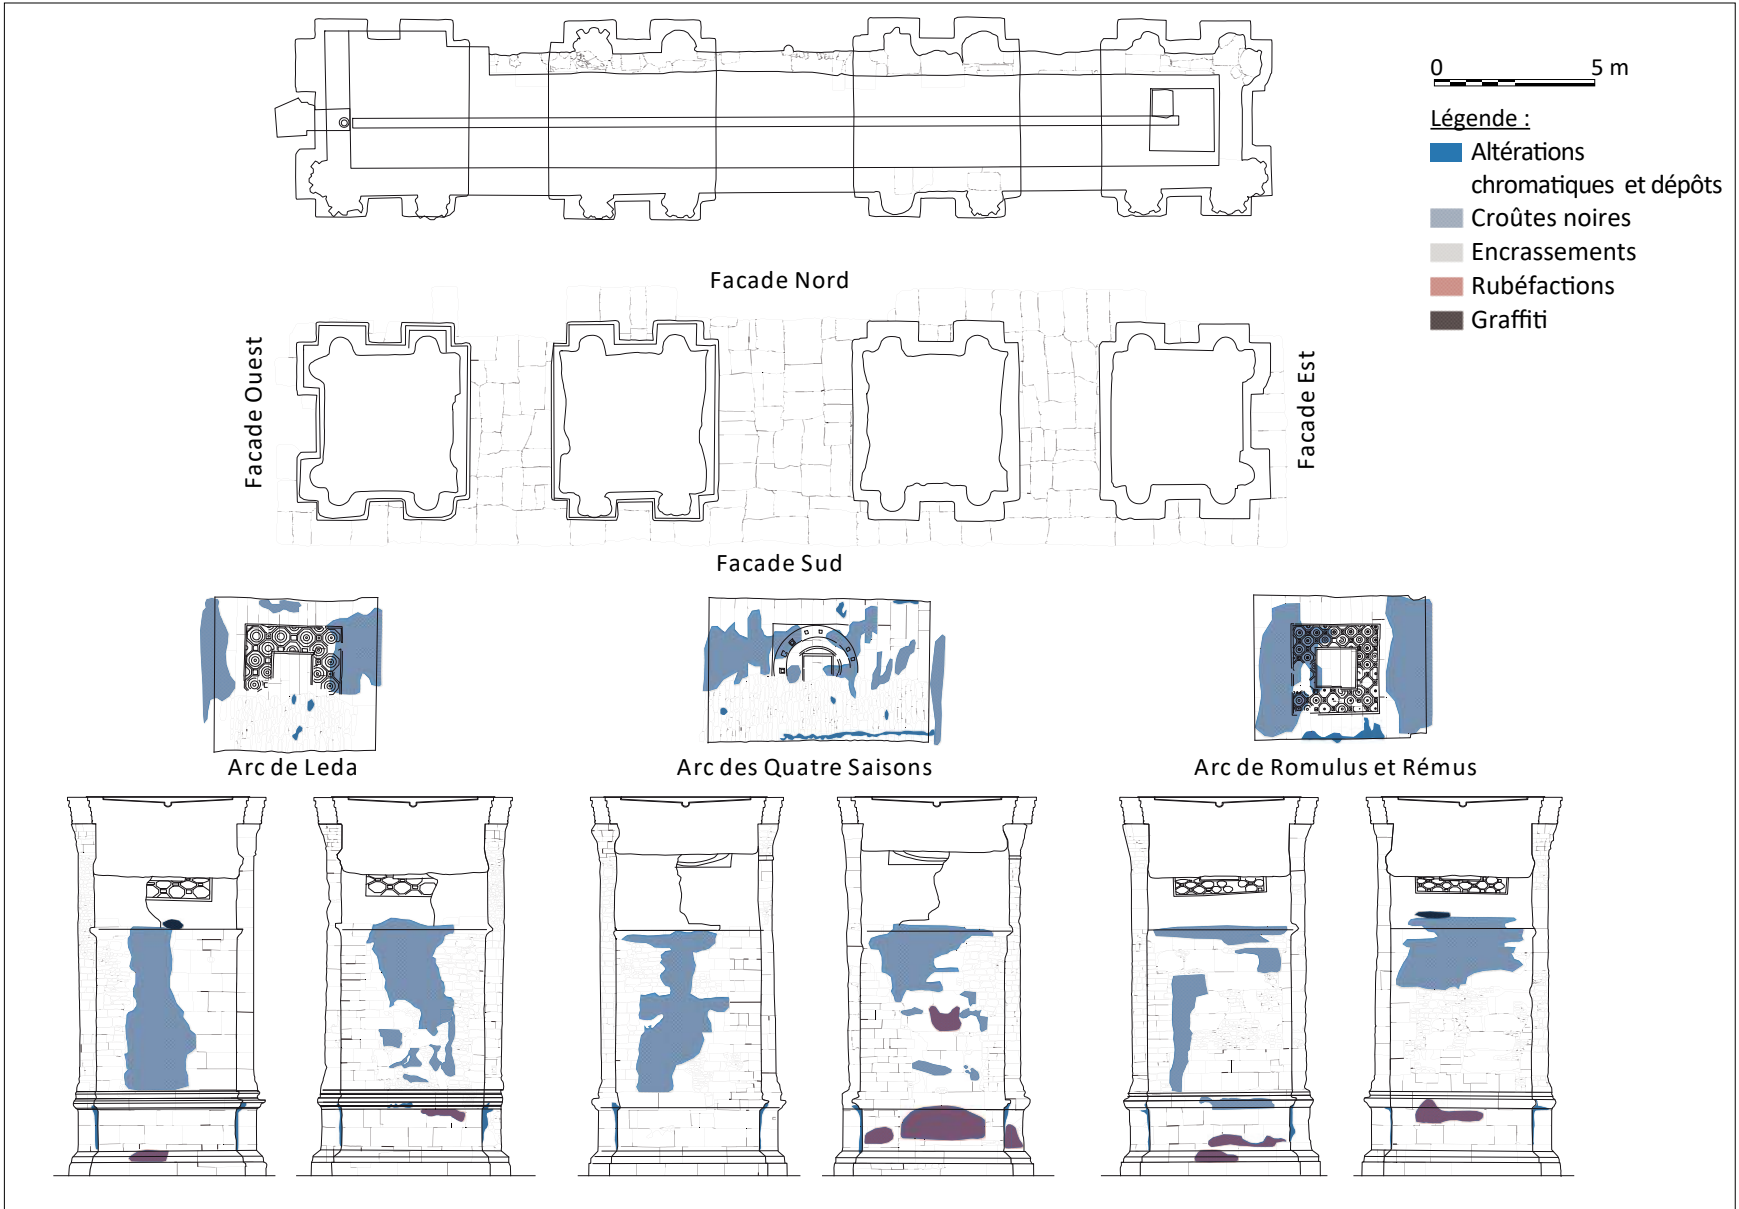 0 5 m
Légende :
Altérations
chromatiques et dépôts
Croûtes noires
Encrassements
Rubéfactions
Graffiti
Facade Nord
Facade Ouest
Facade Est
Facade Sud
Arc de Leda
Arc des Quatre Saisons
Arc de Romulus et Rémus